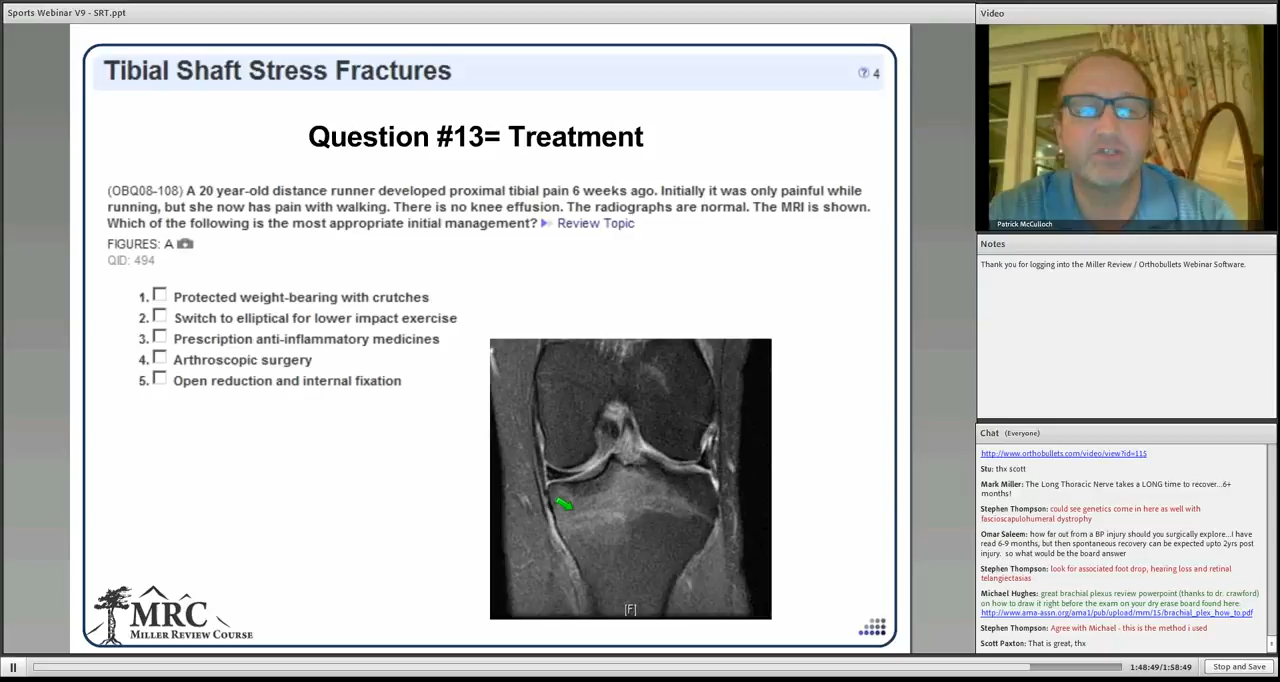 Sports Webinar V9 - SRT.ppt
Tibial Shaft Stress Fractures
4
Question #13= Treatment
(OBQ08-108) A 20 year-old distance runner developed proximal tibial pain 6 weeks ago. Initially it was only painful while
running, but she now has pain with walking. There is no knee effusion. The radiographs are normal. The MRI is shown.
Which of the following is the most appropriate initial management? Review Topic
FIGURES: A
QID: 494
1. Protected weight-bearing with crutches
2. Switch to elliptical for lower impact exercise
3. Prescription anti-inflammatory medicines
4. Arthroscopic surgery
5. Open reduction and internal fixation
[F]
MRC
MILLER REVIEW COURSE
Video
Patrick McCulloch
Notes
Thank you for logging into the Miller Review / Orthobullets Webinar Software.
Chat (Everyone)
http://www.orthobullets.com/video/view?id=115
Stu: thx scott
Mark Miller: The Long Thoracic Nerve takes a LONG time to recover...6+
months!
Stephen Thompson: could see genetics come in here as well with
fascioscapulohumeral dystrophy
Omar Saleem: how far out from a BP injury should you surgically explore...I have
read 6-9 months, but then spontaneous recovery can be expected upto 2yrs post
injury. so what would be the board answer
Stephen Thompson: look for associated foot drop, hearing loss and retinal
telangiectasias
Michael Hughes: great brachial plexus review powerpoint (thanks to dr. crawford)
on how to draw it right before the exam on your dry erase board found here:
http://www.ama-assn.org/ama1/pub/upload/mm/15/brachial_plex_how_to.pdf
Stephen Thompson: Agree with Michael - this is the method i used
Scott Paxton: That is great, thx
1:48:49/1:58:49
Stop and Save